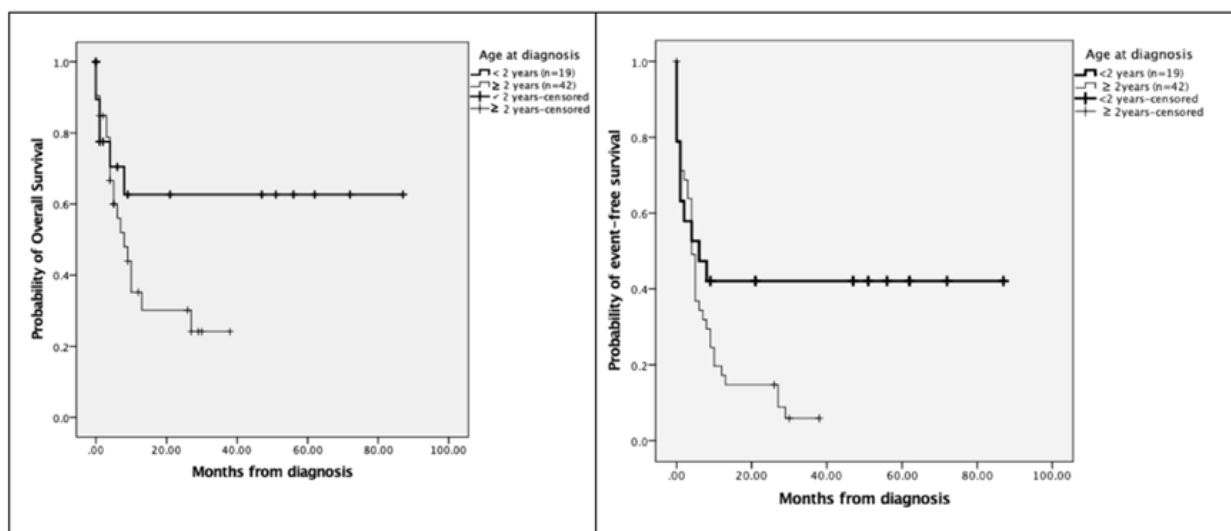 Probability of Overall Survival
1.0
0.8
0.6
0.4
0.2
0.0
.00 20.00 40.00 60.00 80.00 100.00
Months from diagnosis
Age at diagnosis
< 2 years (n=19)
≥ 2 years (n=42)
< 2 years-censored
≥ 2 years-censored
Probability of event-free survival
1.0
0.8
0.6
0.4
0.2
0.0
.00 20.00 40.00 60.00 80.00 100.00
Months from diagnosis
Age at diagnosis
<2 years (n=19)
≥ 2years (n=42)
<2 years-censored
≥ 2years-censored